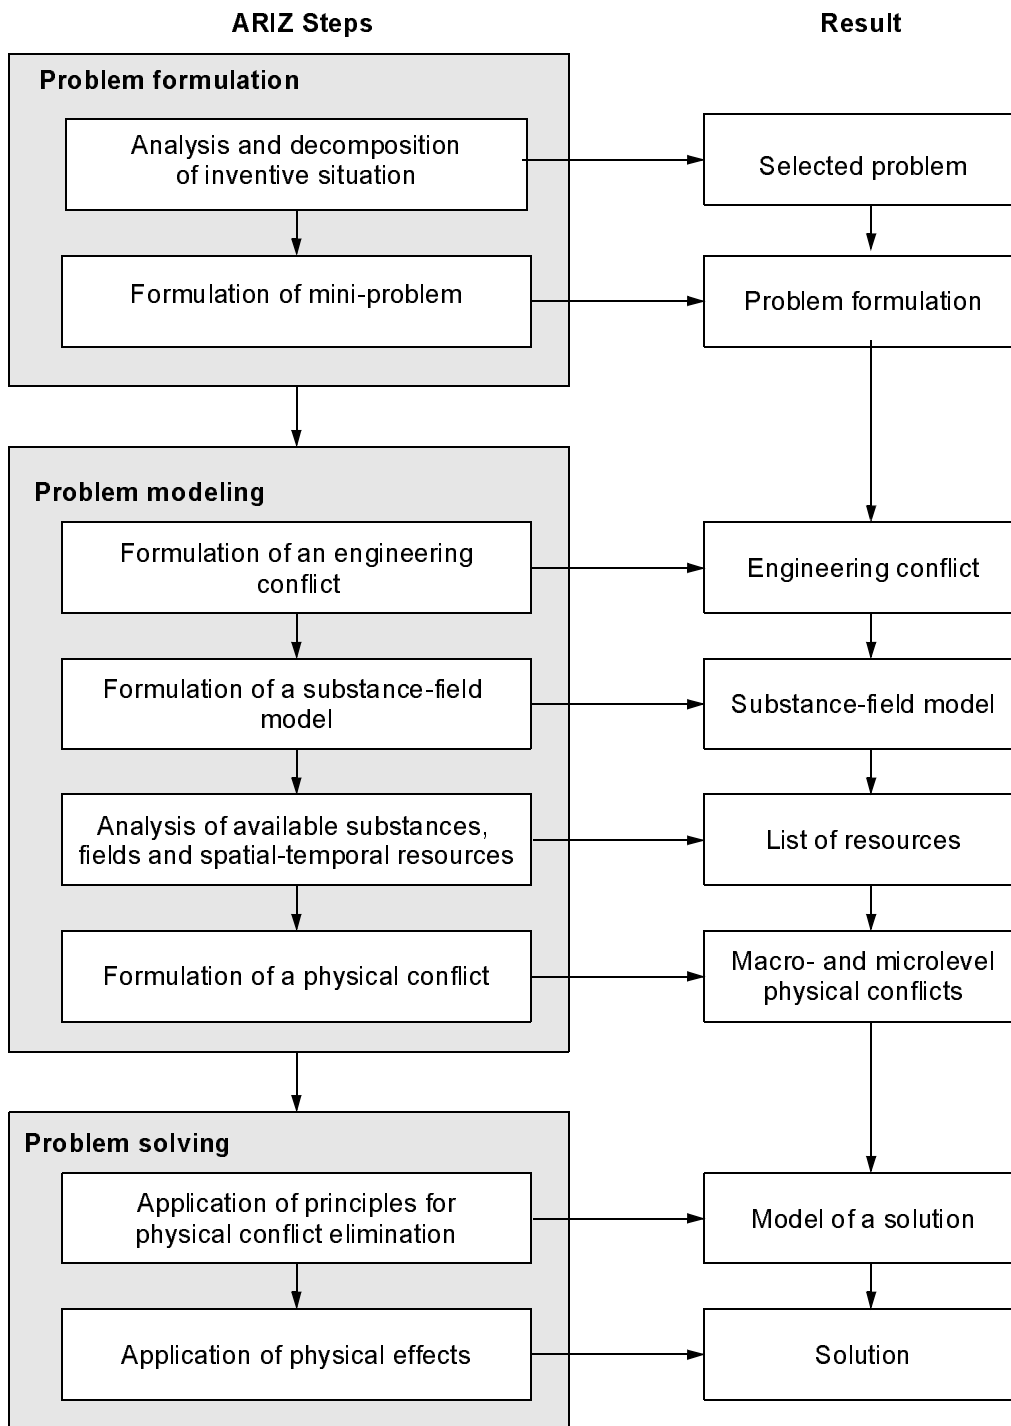 ARIZ Steps
Result
Problem formulation
Analysis and decomposition
of inventive situation
Selected problem
Formulation of mini-problem
Problem formulation
Problem modeling
Formulation of an engineering
conflict
Engineering conflict
Formulation of a substance-field
model
Substance-field model
Analysis of available substances,
fields and spatial-temporal resources
List of resources
Formulation of a physical conflict
Macro- and microlevel
physical conflicts
Problem solving
Application of principles for
physical conflict elimination
Model of a solution
Application of physical effects
Solution